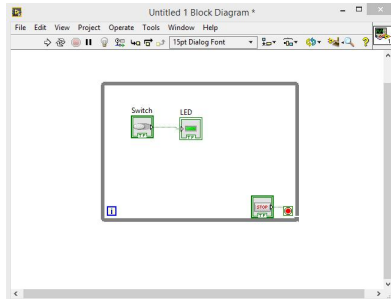 Untitled 1 Block Diagram *
File Edit View Project Operate Tools Window Help
15pt Dialog Font
Switch
LED
TF
TF
i
STOP
TF